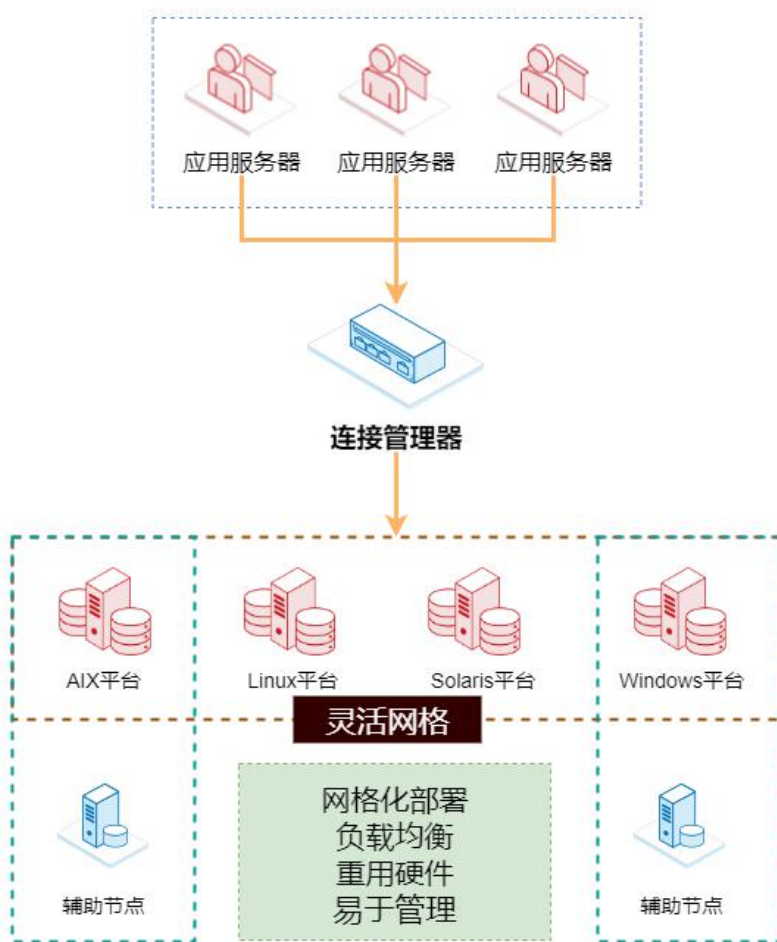 应用服务器
应用服务器
应用服务器
连接管理器
AIX平台
Linux平台
Solaris平台
Windows平台
灵活网格
网格化部署
负载均衡
重用硬件
易于管理
辅助节点
辅助节点